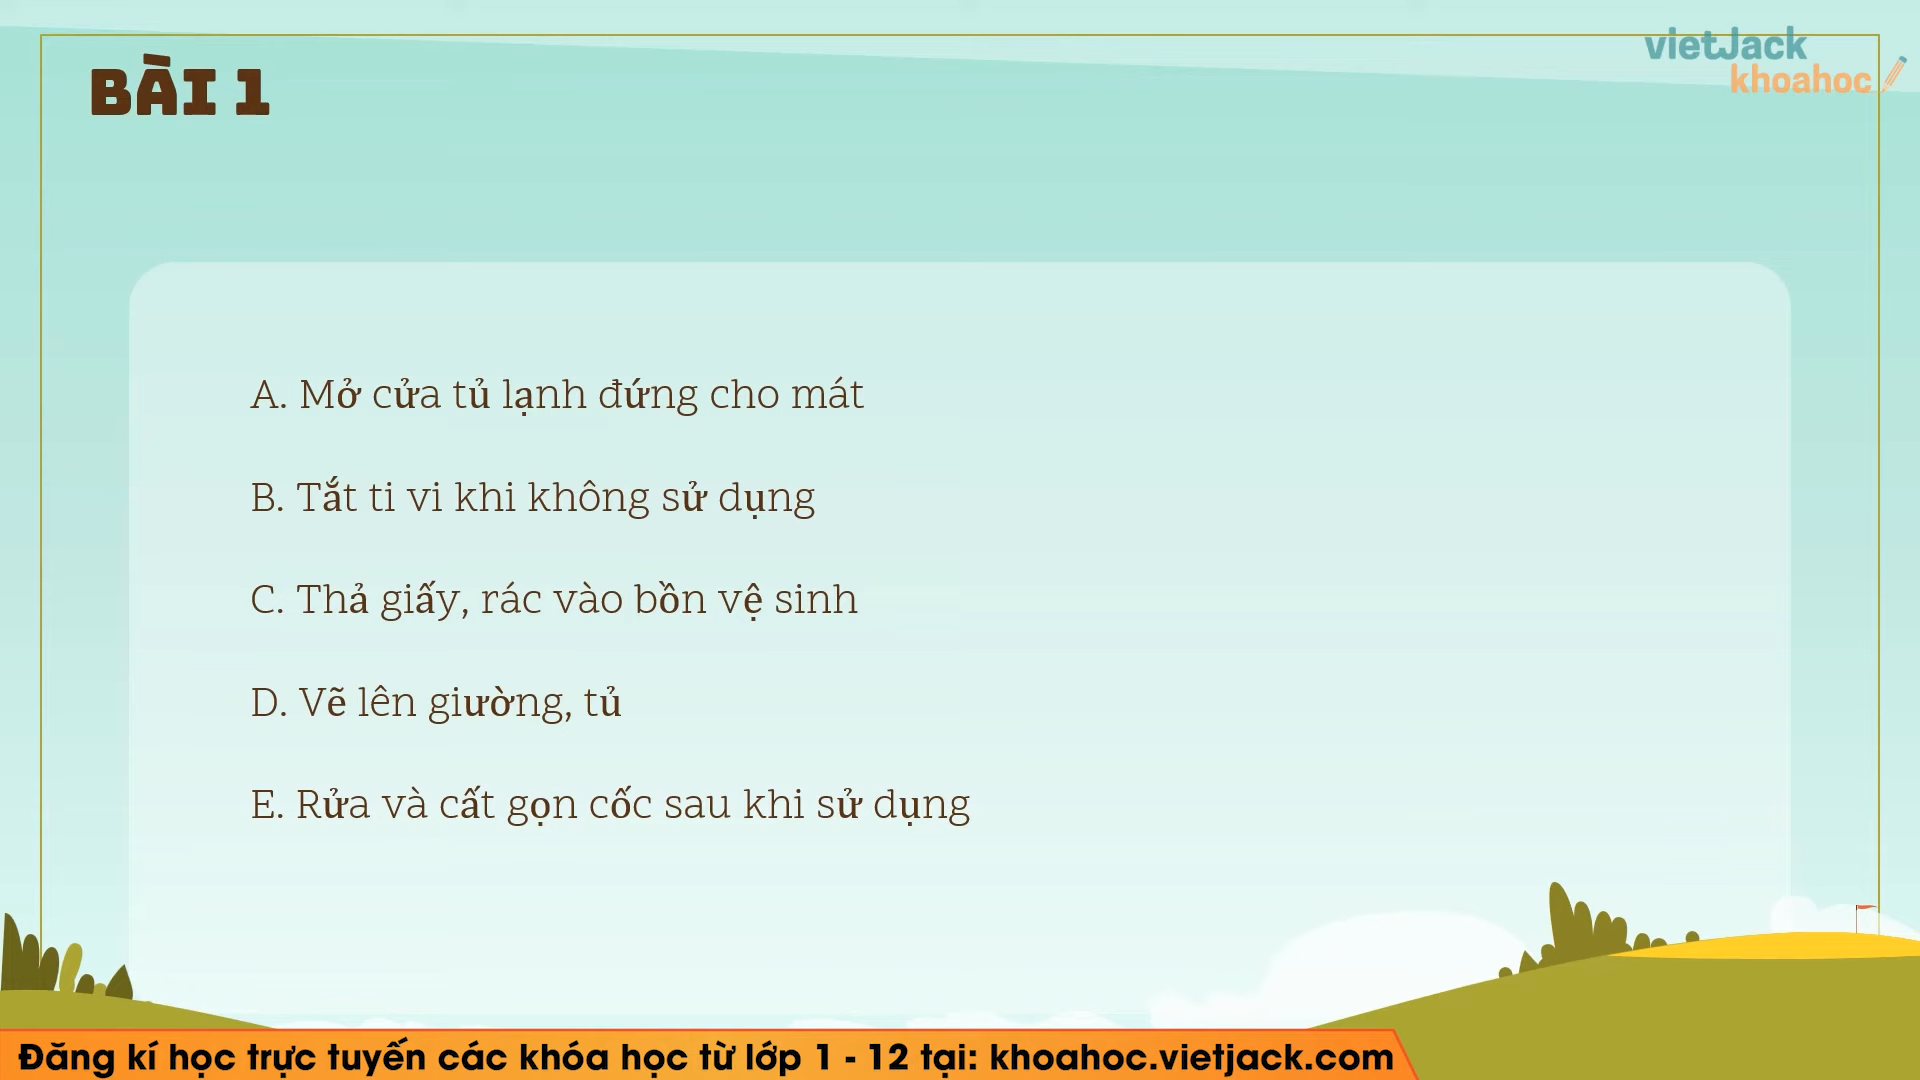 BÀI 1
vietJack
khoahoc
A. Mở cửa tủ lạnh đứng cho mát
B. Tắt ti vi khi không sử dụng
C. Thả giấy, rác vào bồn vệ sinh
D. Vẽ lên giường, tủ
E. Rửa và cất gọn cốc sau khi sử dụng
Đăng kí học trực tuyến các khóa học từ lớp 1 - 12 tại: khoahoc.vietjack.com